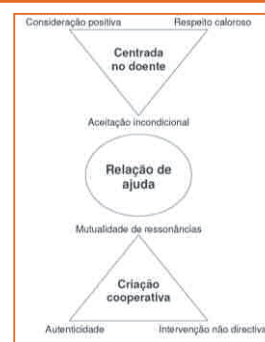 Consideração positiva Respeito caloroso
Centrada
no doente
Aceitação incondicional
Relação de
ajuda
Mutualidade de ressonâncias
Criação
cooperativa
Autenticidade Intervenção não directiva